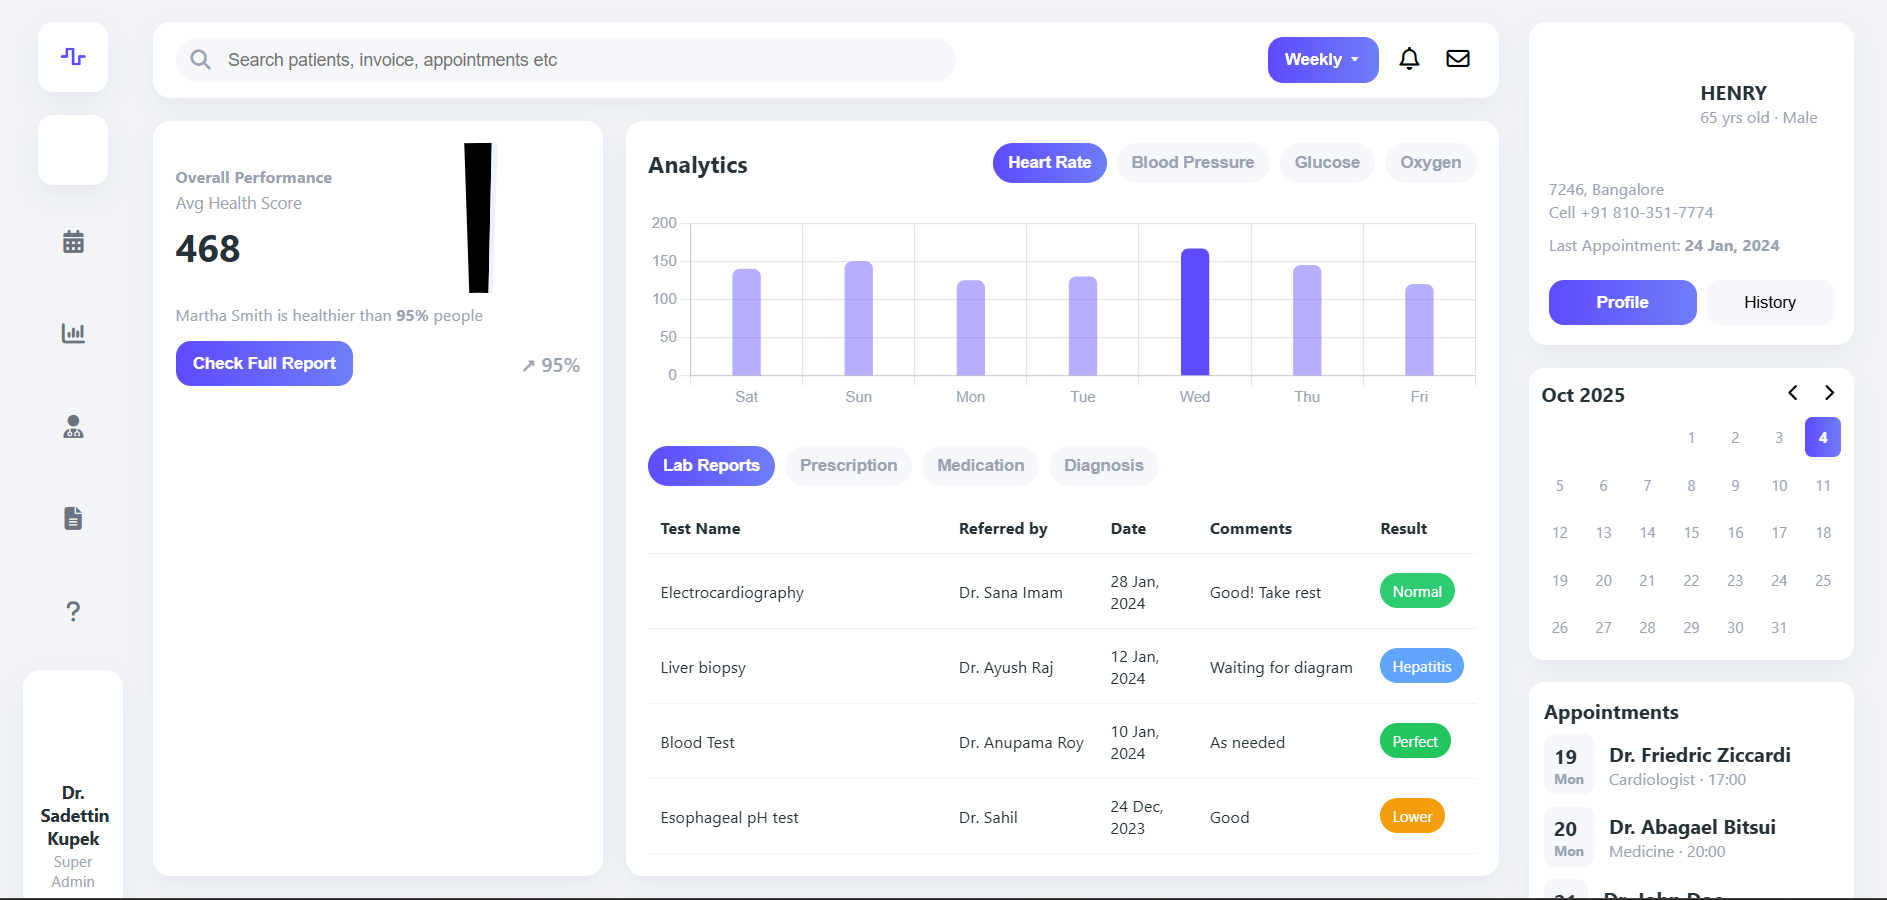 Search patients, invoice, appointments etc
Weekly
Overall Performance
Avg Health Score
468
Martha Smith is healthier than 95% people
Check Full Report
↗ 95%
Analytics
Heart Rate Blood Pressure Glucose Oxygen
200
150
100
50
0
Sat Sun Mon Tue Wed Thu Fri
Lab Reports Prescription Medication Diagnosis
Test Name Referred by Date Comments Result
Electrocardiography Dr. Sana Imam 28 Jan, 2024 Good! Take rest Normal
Liver biopsy Dr. Ayush Raj 12 Jan, 2024 Waiting for diagram Hepatitis
Blood Test Dr. Anupama Roy 10 Jan, 2024 As needed Perfect
Esophageal pH test Dr. Sahil 24 Dec, 2023 Good Lower
HENRY
65 yrs old · Male
7246, Bangalore
Cell +91 810-351-7774
Last Appointment: 24 Jan, 2024
Profile History
Oct 2025
1 2 3 4
5 6 7 8 9 10 11
12 13 14 15 16 17 18
19 20 21 22 23 24 25
26 27 28 29 30 31
Appointments
19 Mon
Dr. Friedric Ziccardi
Cardiologist · 17:00
20 Mon
Dr. Abagael Bitsui
Medicine · 20:00
Dr.
Sadettin
Kupek
Super
Admin